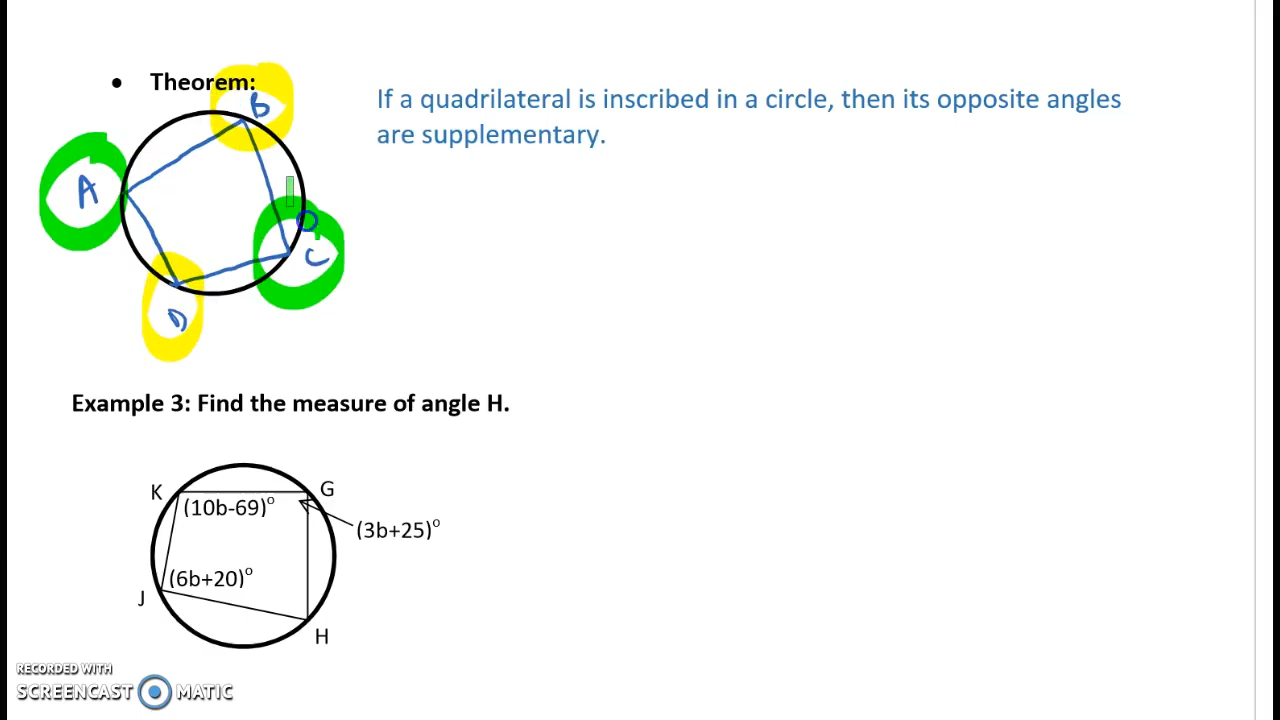 • Theorem:
If a quadrilateral is inscribed in a circle, then its opposite angles
are supplementary.
B
A
C
D
Example 3: Find the measure of angle H.
K
G
(10b-69)°
(3b+25)°
(6b+20)°
J
H
RECORDED WITH
SCREENCAST MATIC